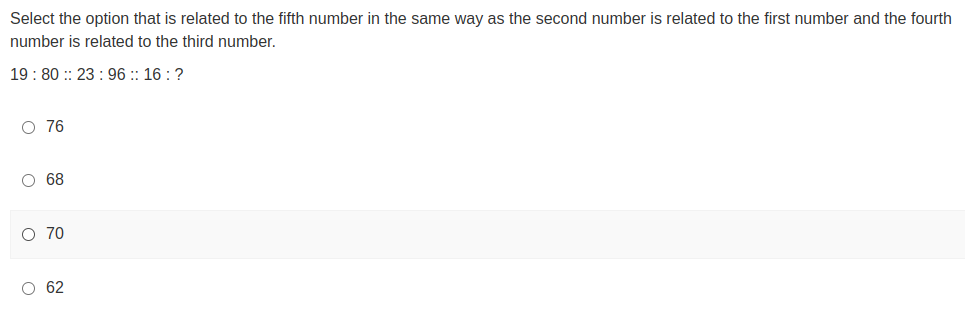 Select the option that is related to the fifth number in the same way as the second number is related to the first number and the fourth
number is related to the third number.
19 : 80 :: 23 : 96 :: 16 : ?
76
68
70
62